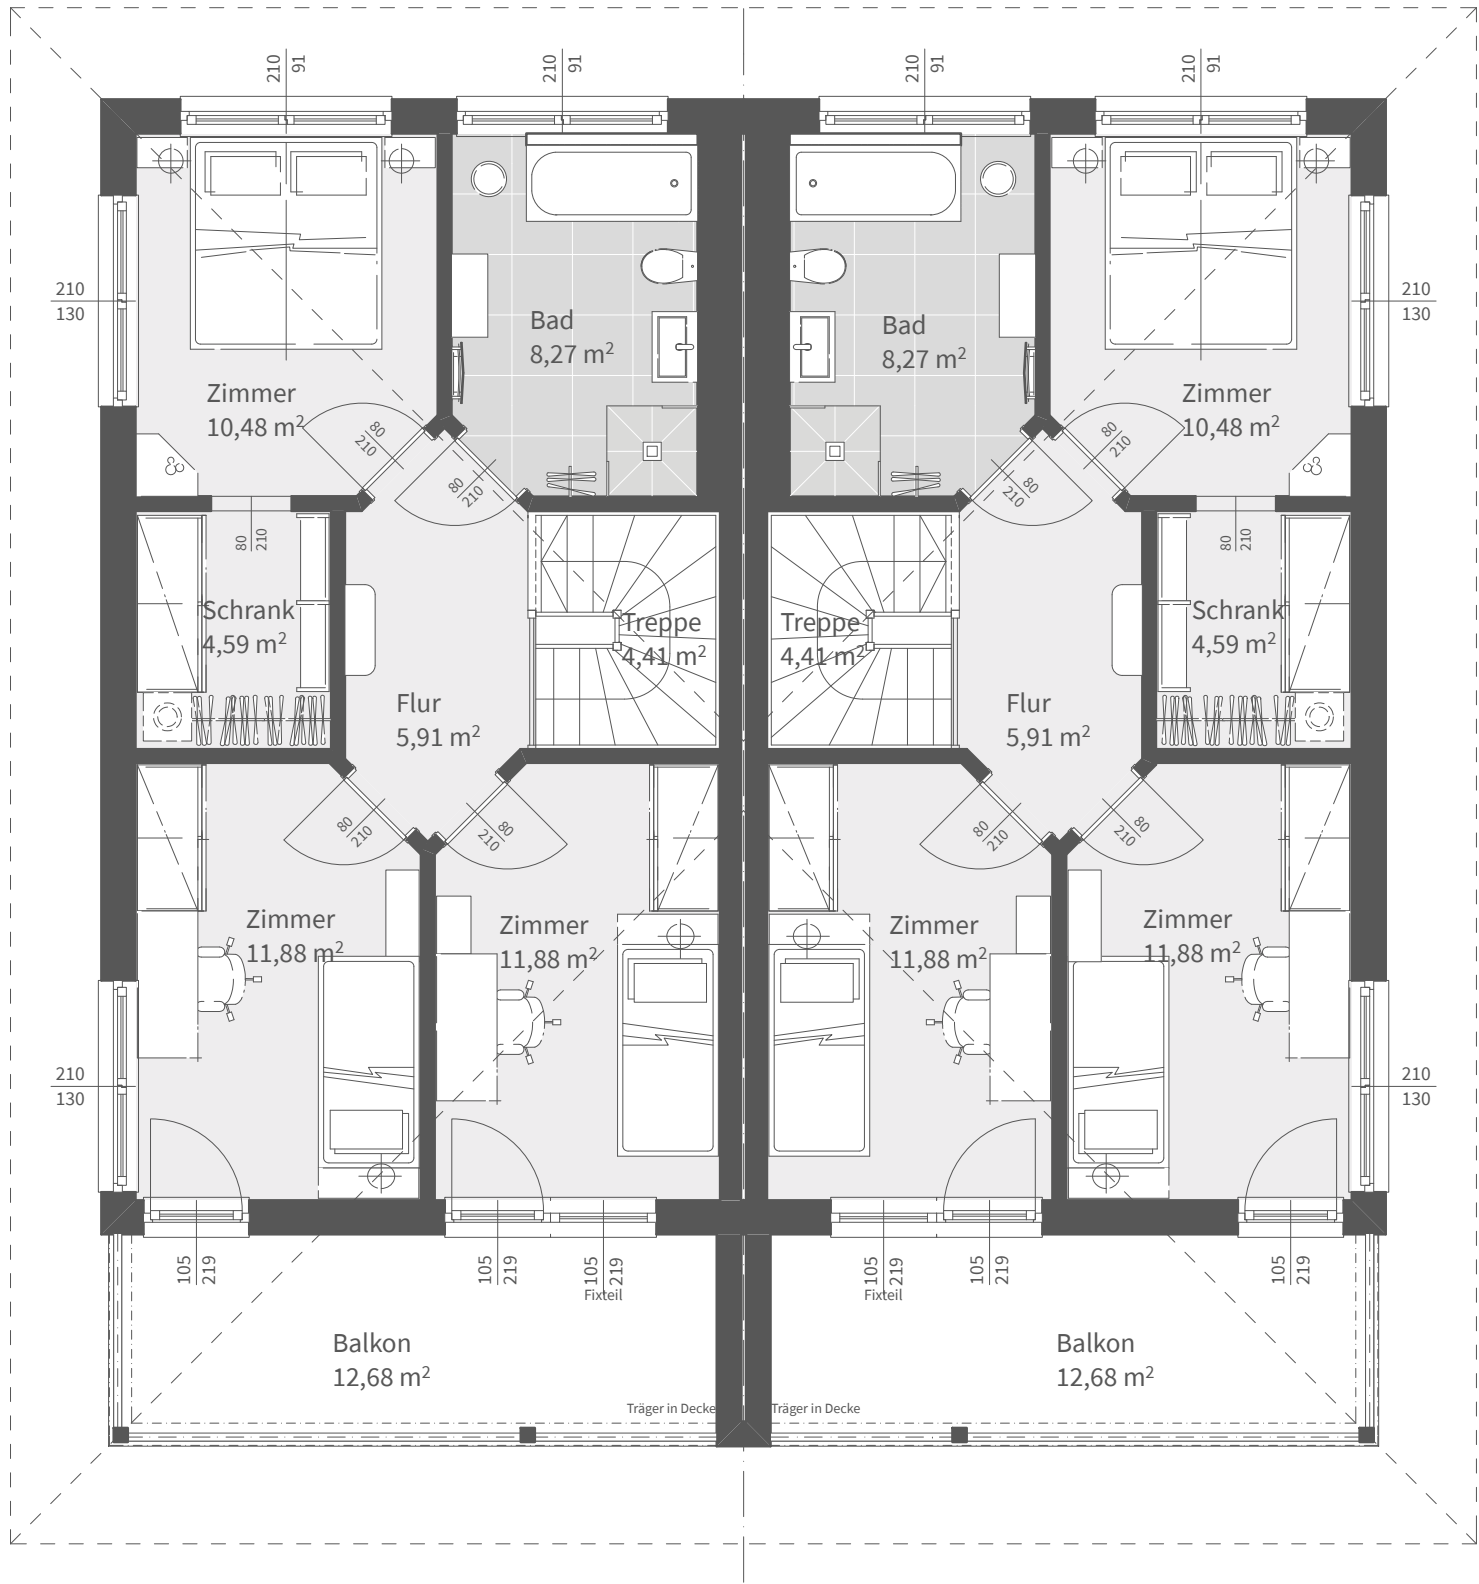 210
91
210
91
210
91
210
91
210
130
210
130
Bad
8,27 m²
Bad
8,27 m²
Zimmer
10,48 m²
Zimmer
10,48 m²
80
210
80
210
80
210
80
210
80
210
80
210
Schrank
4,59 m²
Treppe
4,41 m²
Treppe
4,41 m²
Schrank
4,59 m²
Flur
5,91 m²
Flur
5,91 m²
80
210
80
210
80
210
80
210
Zimmer
11,88 m²
Zimmer
11,88 m²
Zimmer
11,88 m²
Zimmer
11,88 m²
210
130
210
130
105
219
105
219
105
219
Fixteil
105
219
Fixteil
105
219
105
219
Balkon
12,68 m²
Balkon
12,68 m²
Träger in Decke
Träger in Decke